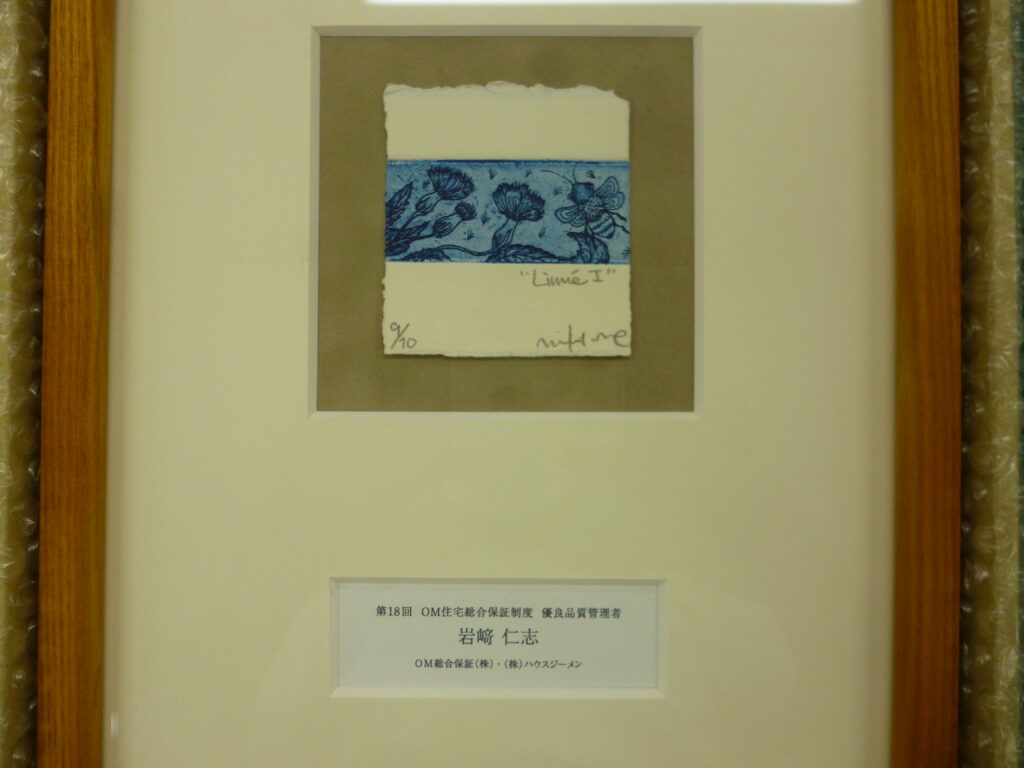 "Linné I"
9/10
第18回 OM住宅総合保証制度 優良品質管理者
岩﨑 仁志
OM総合保証(株)・(株)ハウスジーメン